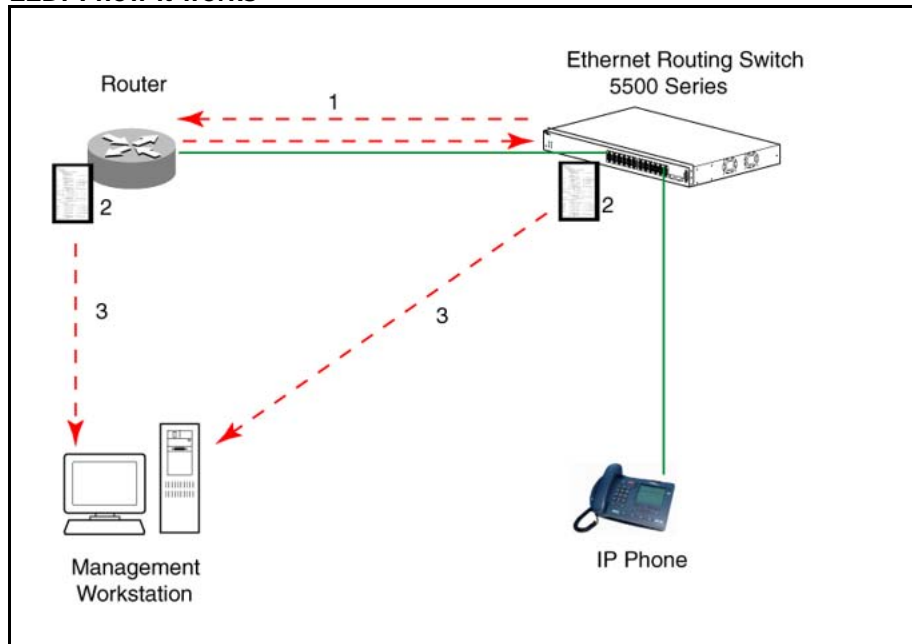 Router
Ethernet Routing Switch
5500 Series
1
2
2
3
3
Management
Workstation
IP Phone